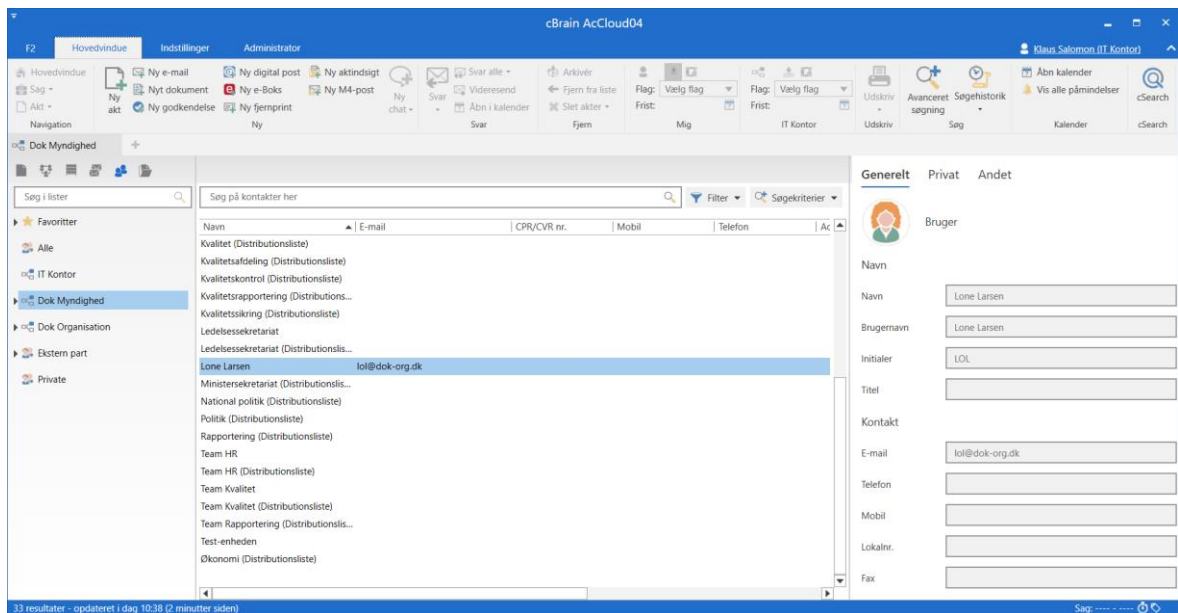 cBrain AcCloud04
F2 Hovedvindue Indstillinger Administrator Klaus Salomon (IT Kontor)
Hovedvindue
Sag
Akt
Navigation
Ny akt
Ny e-mail
Nyt dokument
Ny godkendelse
Ny digital post
Ny e-Boks
Ny fjernprint
Ny aktindsigt
Ny M4-post
Ny chat
Ny
Svar
Svar alle
Videresend
Åbn i kalender
Svar
Arkivér
Fjern fra liste
Slet akter
Fjern
Flag: Vælg flag
Frist:
Mig
Flag: Vælg flag
Frist:
IT Kontor
Udskriv
Udskriv
Avanceret søgning
Søgehistorik
Søg
Åbn kalender
Vis alle påmindelser
Kalender
cSearch
cSearch
Dok Myndighed
Søg i lister
Favoritter
Alle
IT Kontor
Dok Myndighed
Dok Organisation
Ekstern part
Private
Søg på kontakter her Filter Søgekriterier
Navn E-mail CPR/CVR nr. Mobil Telefon Ac
Kvalitet (Distributionsliste)
Kvalitetsafdeling (Distributionsliste)
Kvalitetskontrol (Distributionsliste)
Kvalitetsrapportering (Distributions...
Kvalitetssikring (Distributionsliste)
Ledelsessekretariat
Ledelsessekretariat (Distributionslis...
Lone Larsen lol@dok-org.dk
Ministersekretariat (Distributionslis...
National politik (Distributionsliste)
Politik (Distributionsliste)
Rapportering (Distributionsliste)
Team HR
Team HR (Distributionsliste)
Team Kvalitet
Team Kvalitet (Distributionsliste)
Team Rapportering (Distributionslis...
Test-enheden
Økonomi (Distributionsliste)
Generelt Privat Andet
Bruger
Navn
Navn Lone Larsen
Brugernavn Lone Larsen
Initialer LOL
Titel
Kontakt
E-mail lol@dok-org.dk
Telefon
Mobil
Lokalnr.
Fax
33 resultater - opdateret i dag 10:38 (2 minutter siden) Sag: ---- - ----